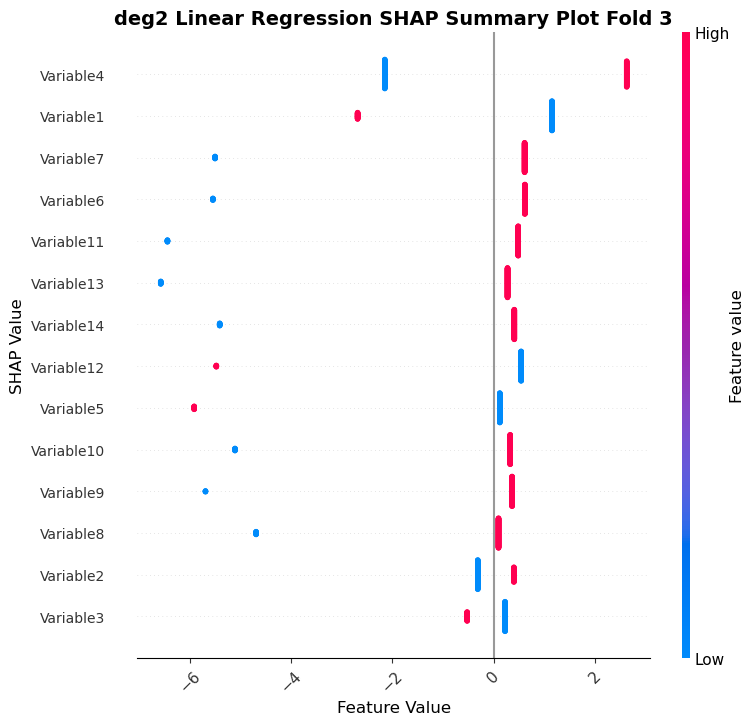 deg2 Linear Regression SHAP Summary Plot Fold 3
High
Variable4
Variable1
Variable7
Variable6
Variable11
Variable13
Variable14
Variable12
Variable5
Variable10
Variable9
Variable8
Variable2
Variable3
SHAP Value
Feature value
Low
−6 −4 −2 0 2
Feature Value